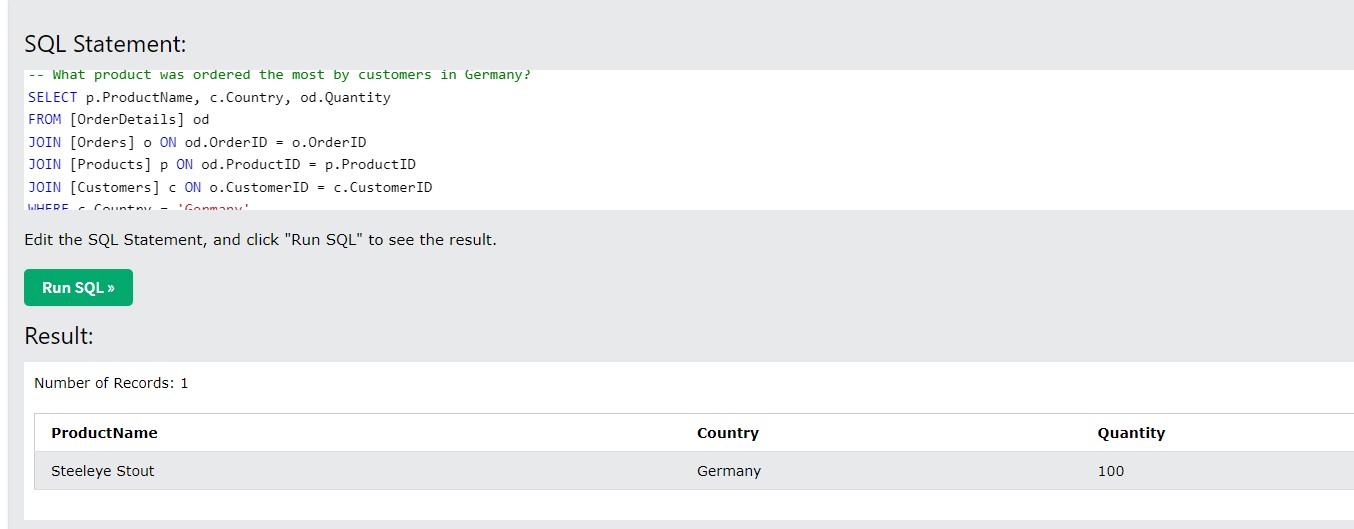 SQL Statement:
-- What product was ordered the most by customers in Germany?
SELECT p.ProductName, c.Country, od.Quantity
FROM [OrderDetails] od
JOIN [Orders] o ON od.OrderID = o.OrderID
JOIN [Products] p ON od.ProductID = p.ProductID
JOIN [Customers] c ON o.CustomerID = c.CustomerID
WHERE c.Country = 'Germany'
Edit the SQL Statement, and click "Run SQL" to see the result.
Run SQL »
Result:
Number of Records: 1
ProductName Country Quantity
Steeleye Stout Germany 100